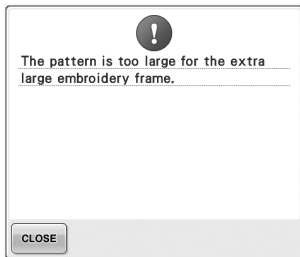 The pattern is too large for the extra
large embroidery frame.
CLOSE